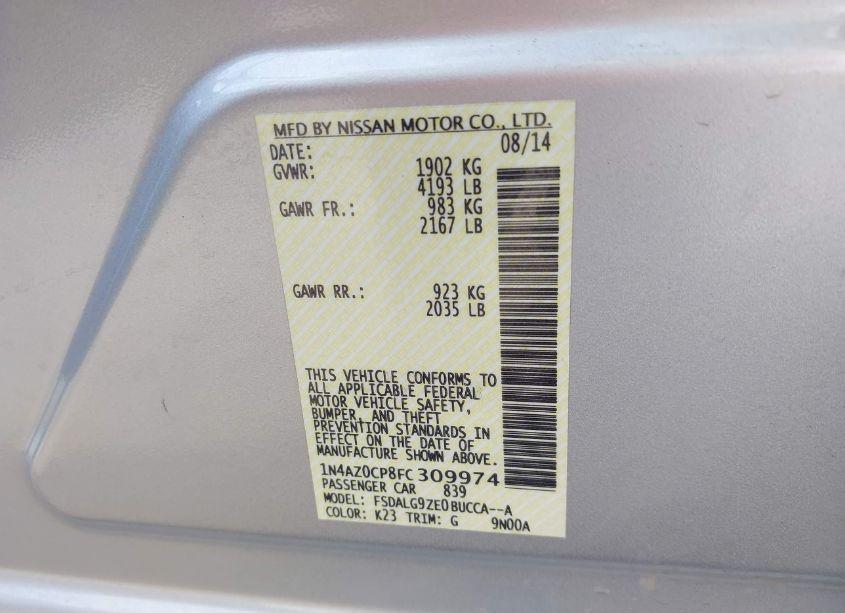 MFD BY NISSAN MOTOR CO., LTD.
DATE: 08/14
GVWR: 1902 KG
4193 LB
GAWR FR.: 983 KG
2167 LB
GAWR RR.: 923 KG
2035 LB
THIS VEHICLE CONFORMS TO
ALL APPLICABLE FEDERAL
MOTOR VEHICLE SAFETY,
BUMPER, AND THEFT
PREVENTION STANDARDS IN
EFFECT ON THE DATE OF
MANUFACTURE SHOWN ABOVE.
1N4AZ0CP8FC309974
PASSENGER CAR 839
MODEL: FSDALG9ZE0BUCCA--A
COLOR: K23 TRIM: G 9N00A